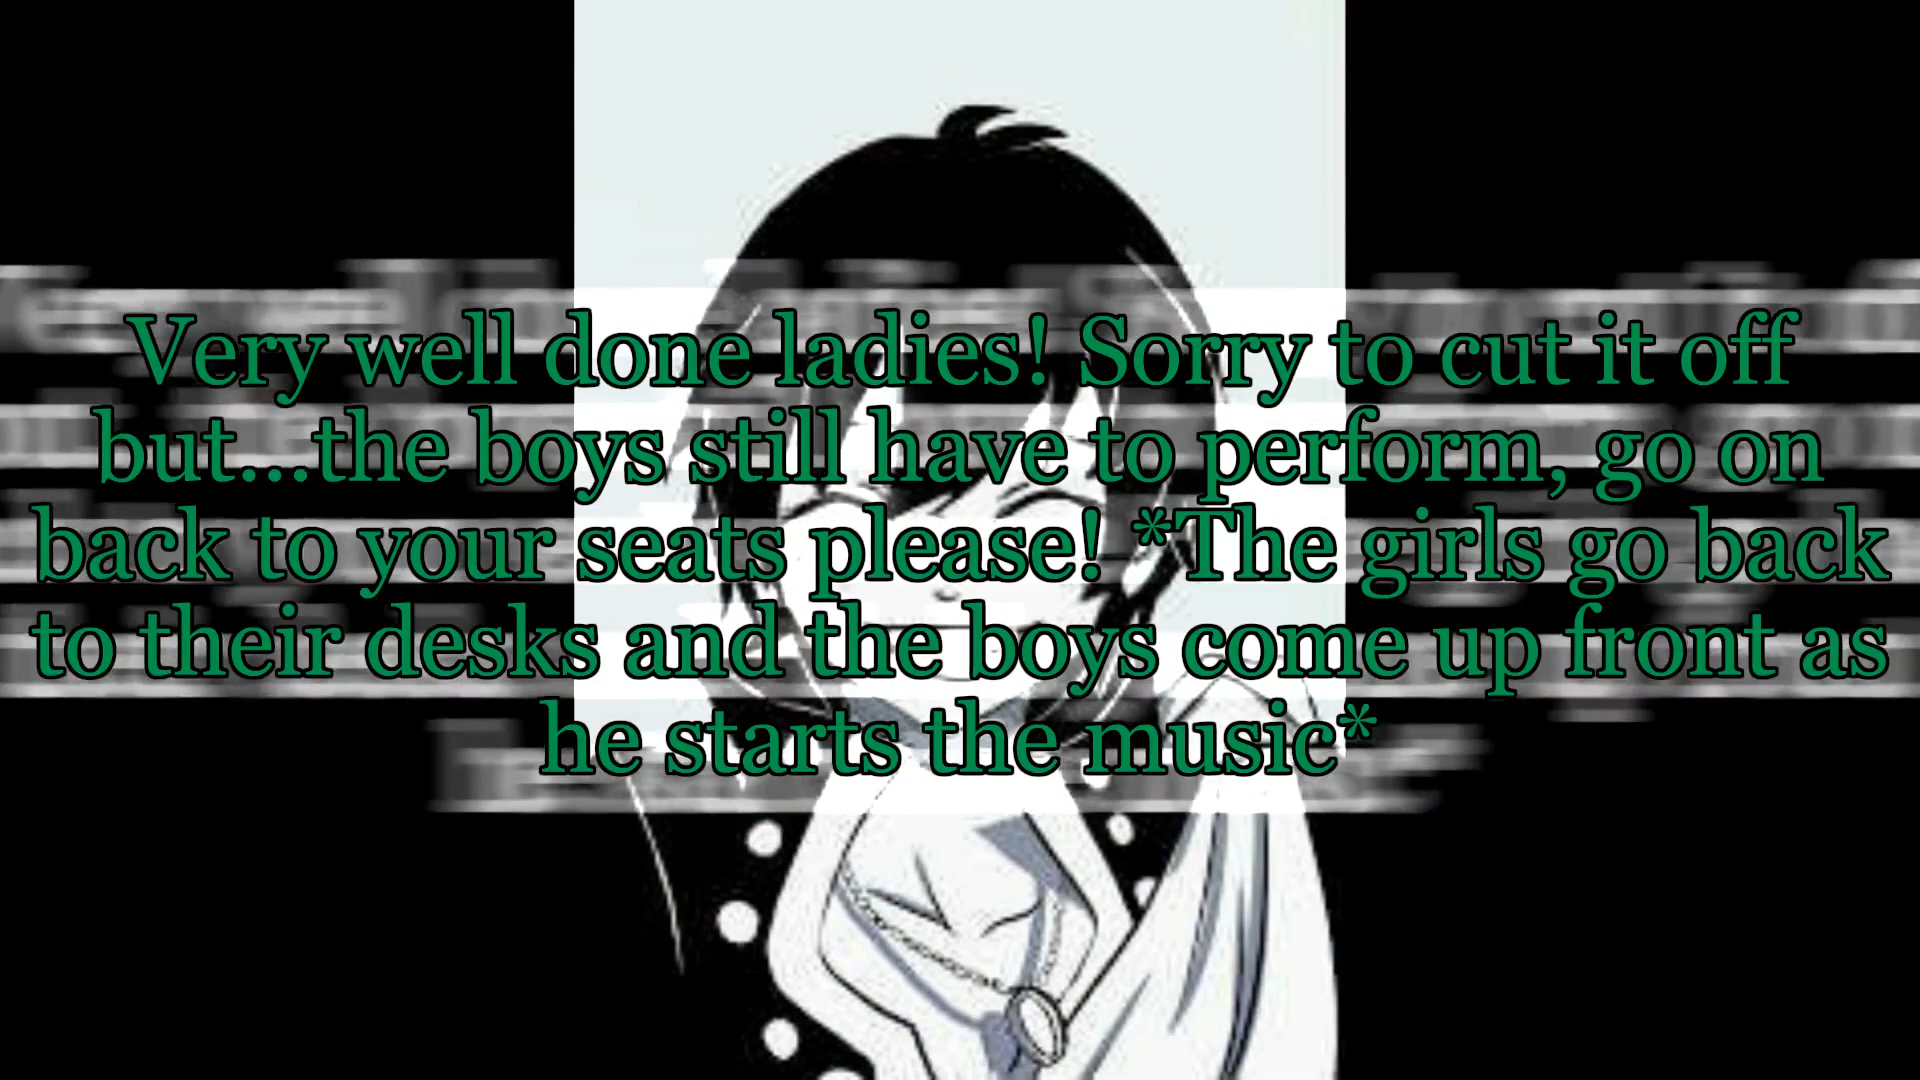 Very well done ladies! Sorry to cut it off
but...the boys still have to perform, go on
back to your seats please! *The girls go back
to their desks and the boys come up front as
he starts the music*